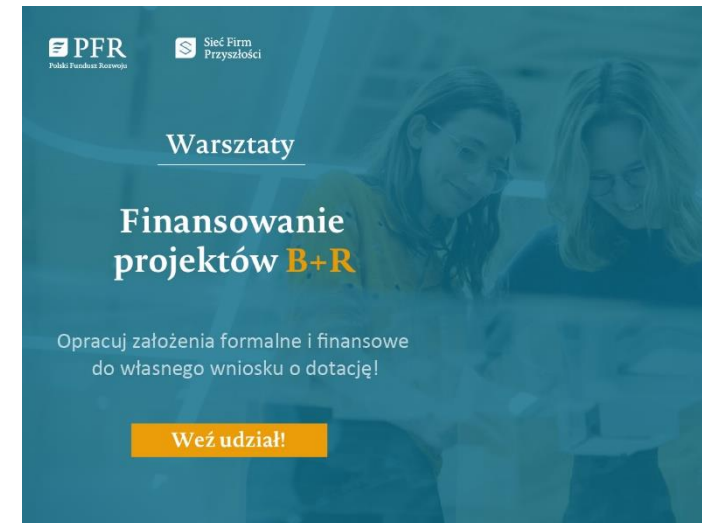 PFR
Polski Fundusz Rozwoju
Sieć Firm
Przyszłości
Warsztaty
Finansowanie
projektów B+R
Opracuj założenia formalne i finansowe
do własnego wniosku o dotację!
Weź udział!